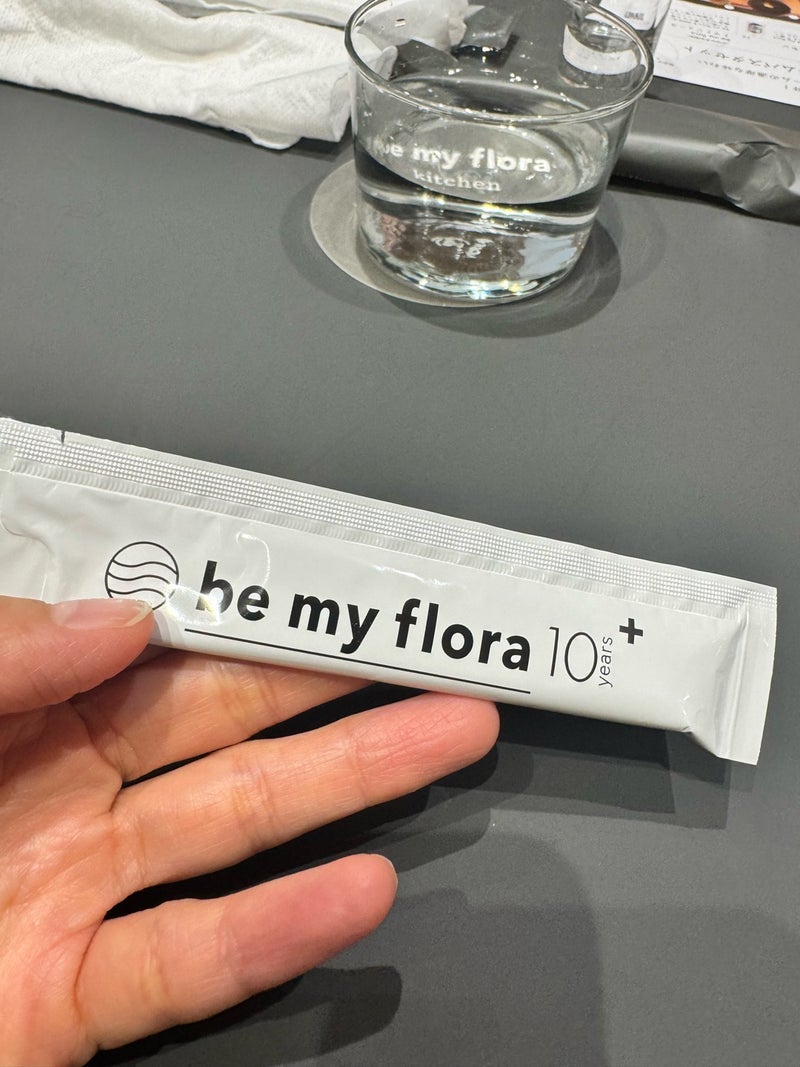 be my flora
kitchen
be my flora 10 years +